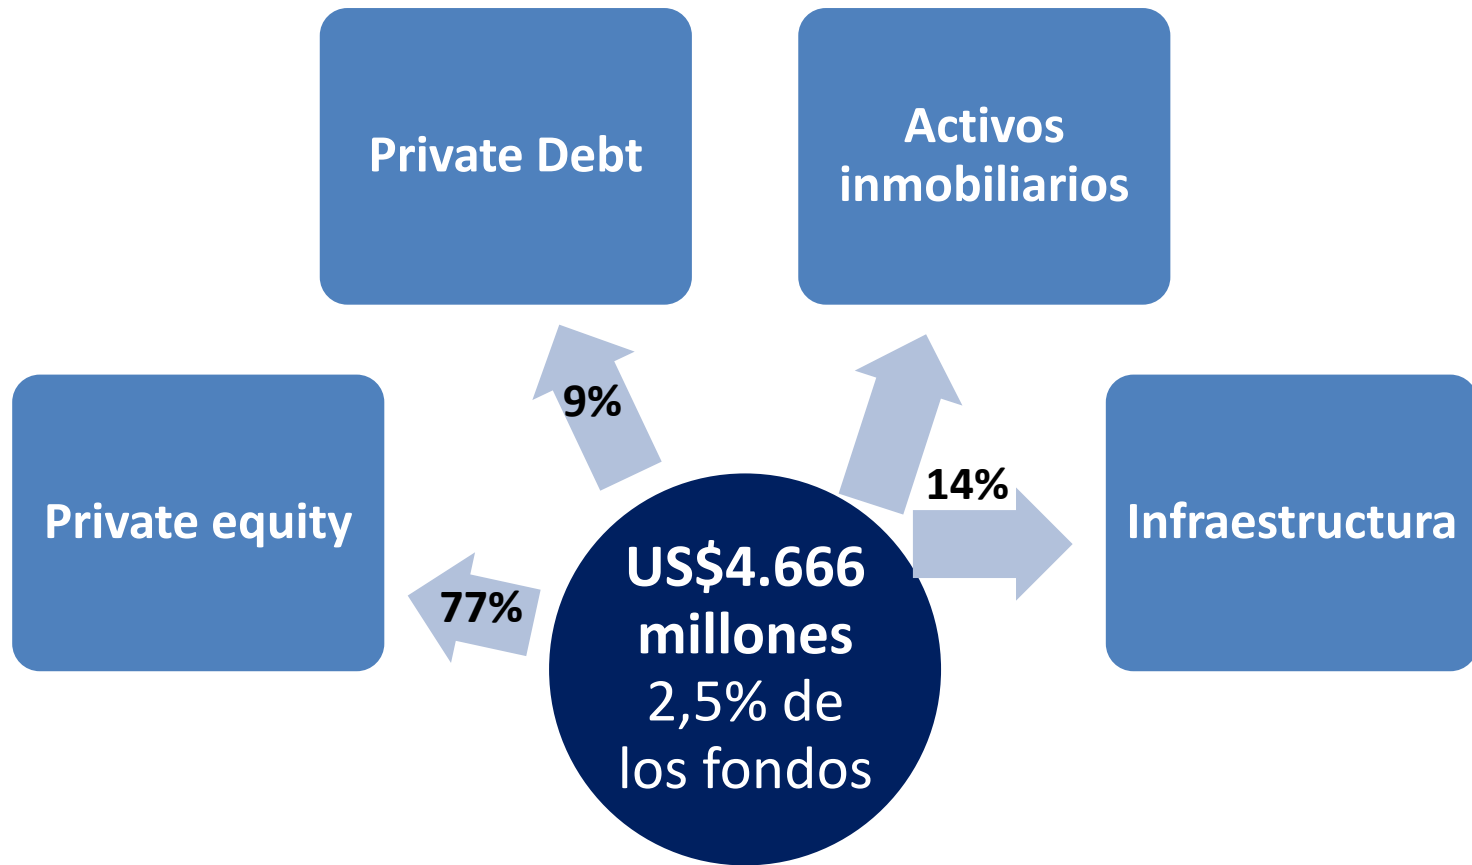 Private Debt
Activos
inmobiliarios
9%
14%
Private equity
Infraestructura
77%
US$4.666
millones
2,5% de
los fondos